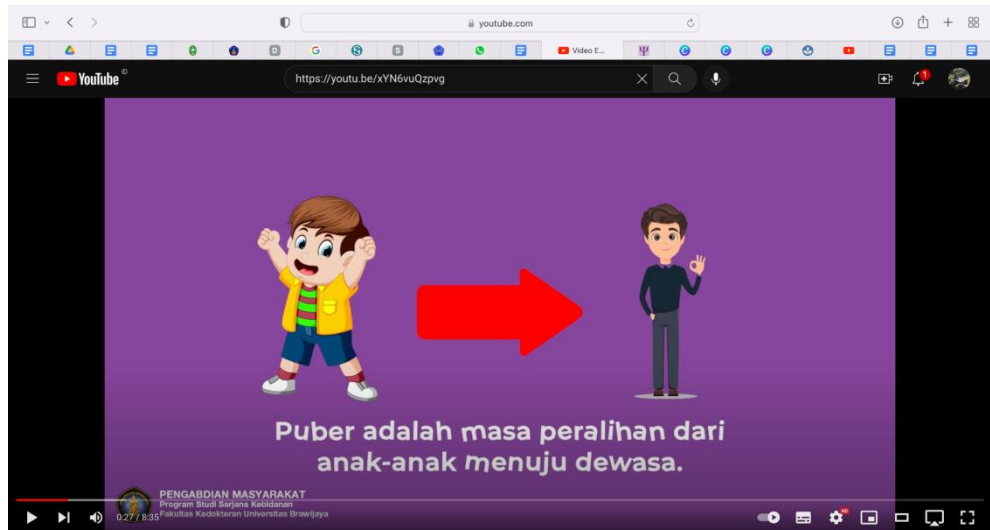 youtube.com
Video E...
YouTube ID
https://youtu.be/xYN6vuQzpvg
Puber adalah masa peralihan dari
anak-anak menuju dewasa.
PENGABDIAN MASYARAKAT
Program Studi Sarjana Kebidanan
Fakultas Kedokteran Universitas Brawijaya
0:27 / 8:35